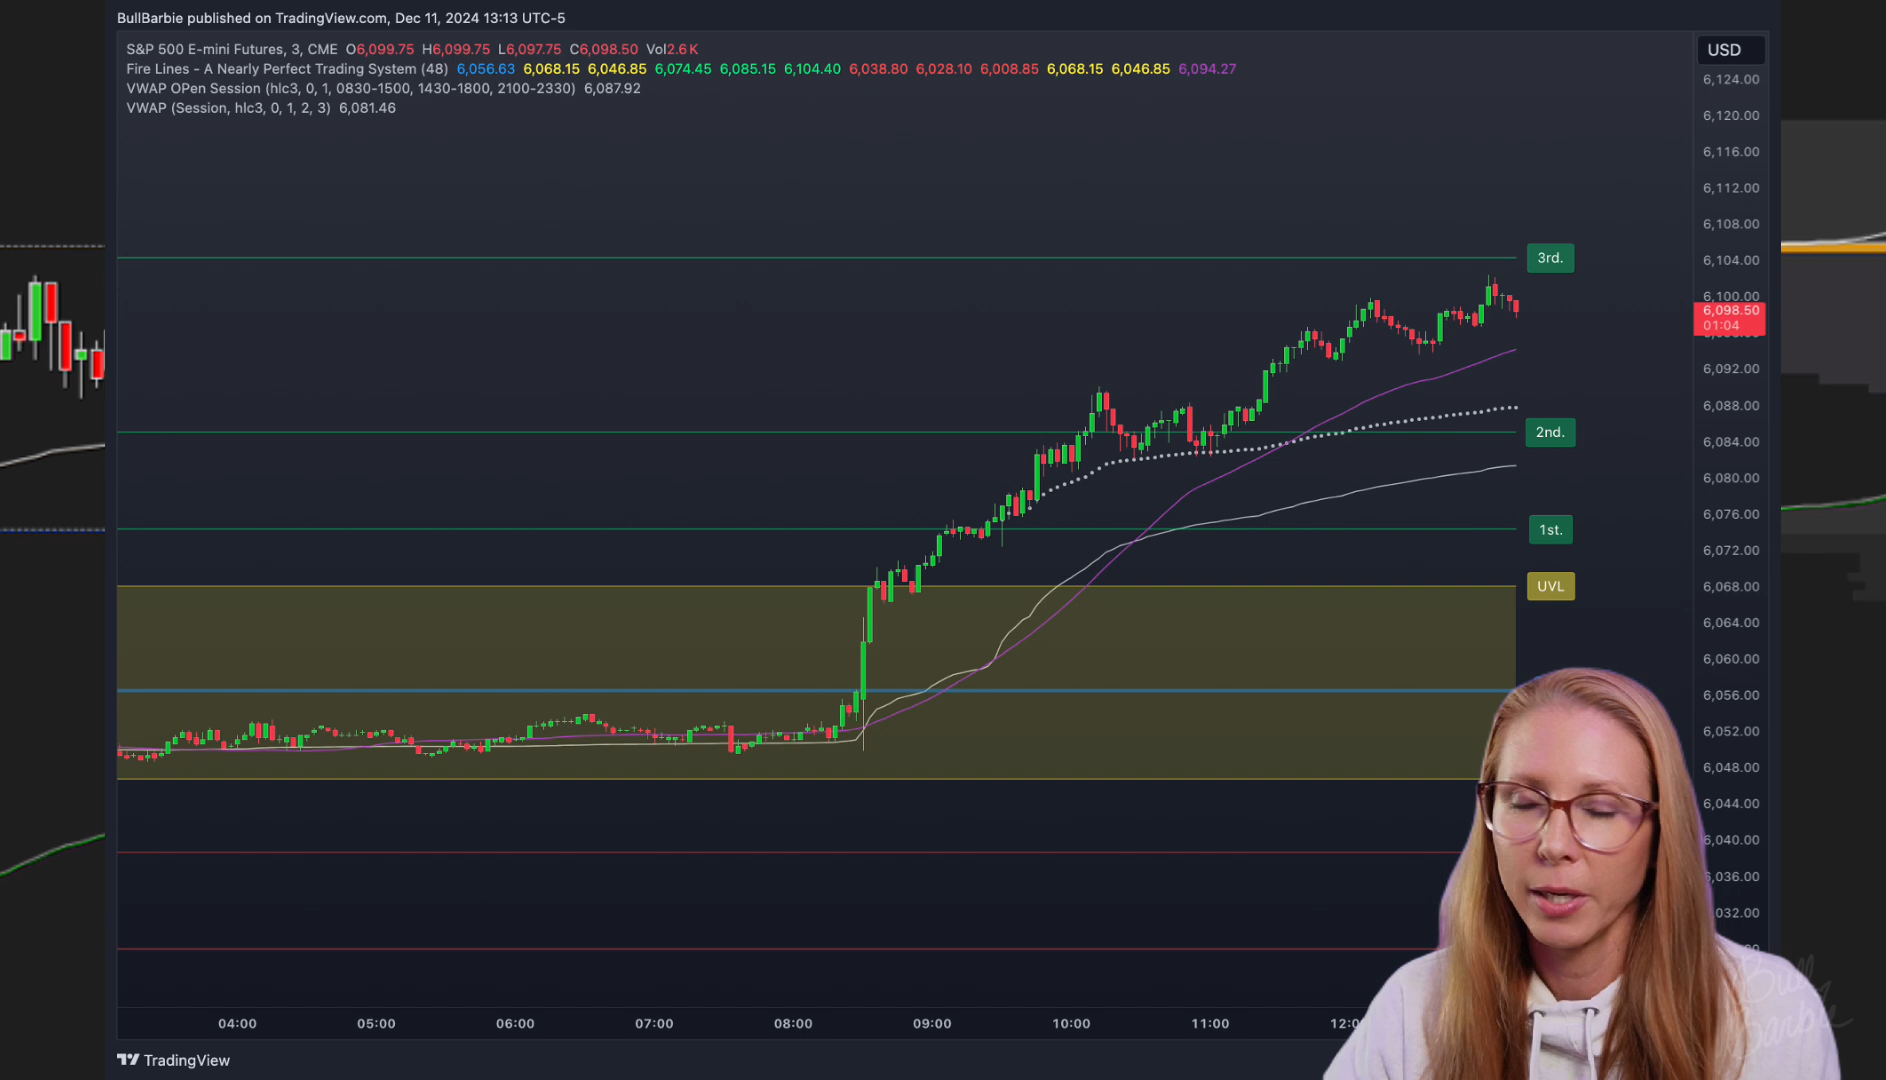 BullBarbie published on TradingView.com, Dec 11, 2024 13:13 UTC-5
S&P 500 E-mini Futures, 3, CME O6,099.75 H6,099.75 L6,097.75 C6,098.50 Vol2.6 K
Fire Lines - A Nearly Perfect Trading System (48) 6,056.63 6,068.15 6,046.85 6,074.45 6,085.15 6,104.40 6,038.80 6,028.10 6,008.85 6,068.15 6,046.85 6,094.27
VWAP OPen Session (hlc3, 0, 1, 0830-1500, 1430-1800, 2100-2330) 6,087.92
VWAP (Session, hlc3, 0, 1, 2, 3) 6,081.46
USD
6,124.00
6,120.00
6,116.00
6,112.00
6,108.00
3rd.
6,104.00
6,100.00
6,098.50
01:04
6,092.00
6,088.00
2nd.
6,084.00
6,080.00
6,076.00
1st.
6,072.00
UVL
6,068.00
6,064.00
6,060.00
6,056.00
6,052.00
6,048.00
6,044.00
6,040.00
6,036.00
032.00
Bull
Barbie
04:00 05:00 06:00 07:00 08:00 09:00 10:00 11:00 12:0
TradingView